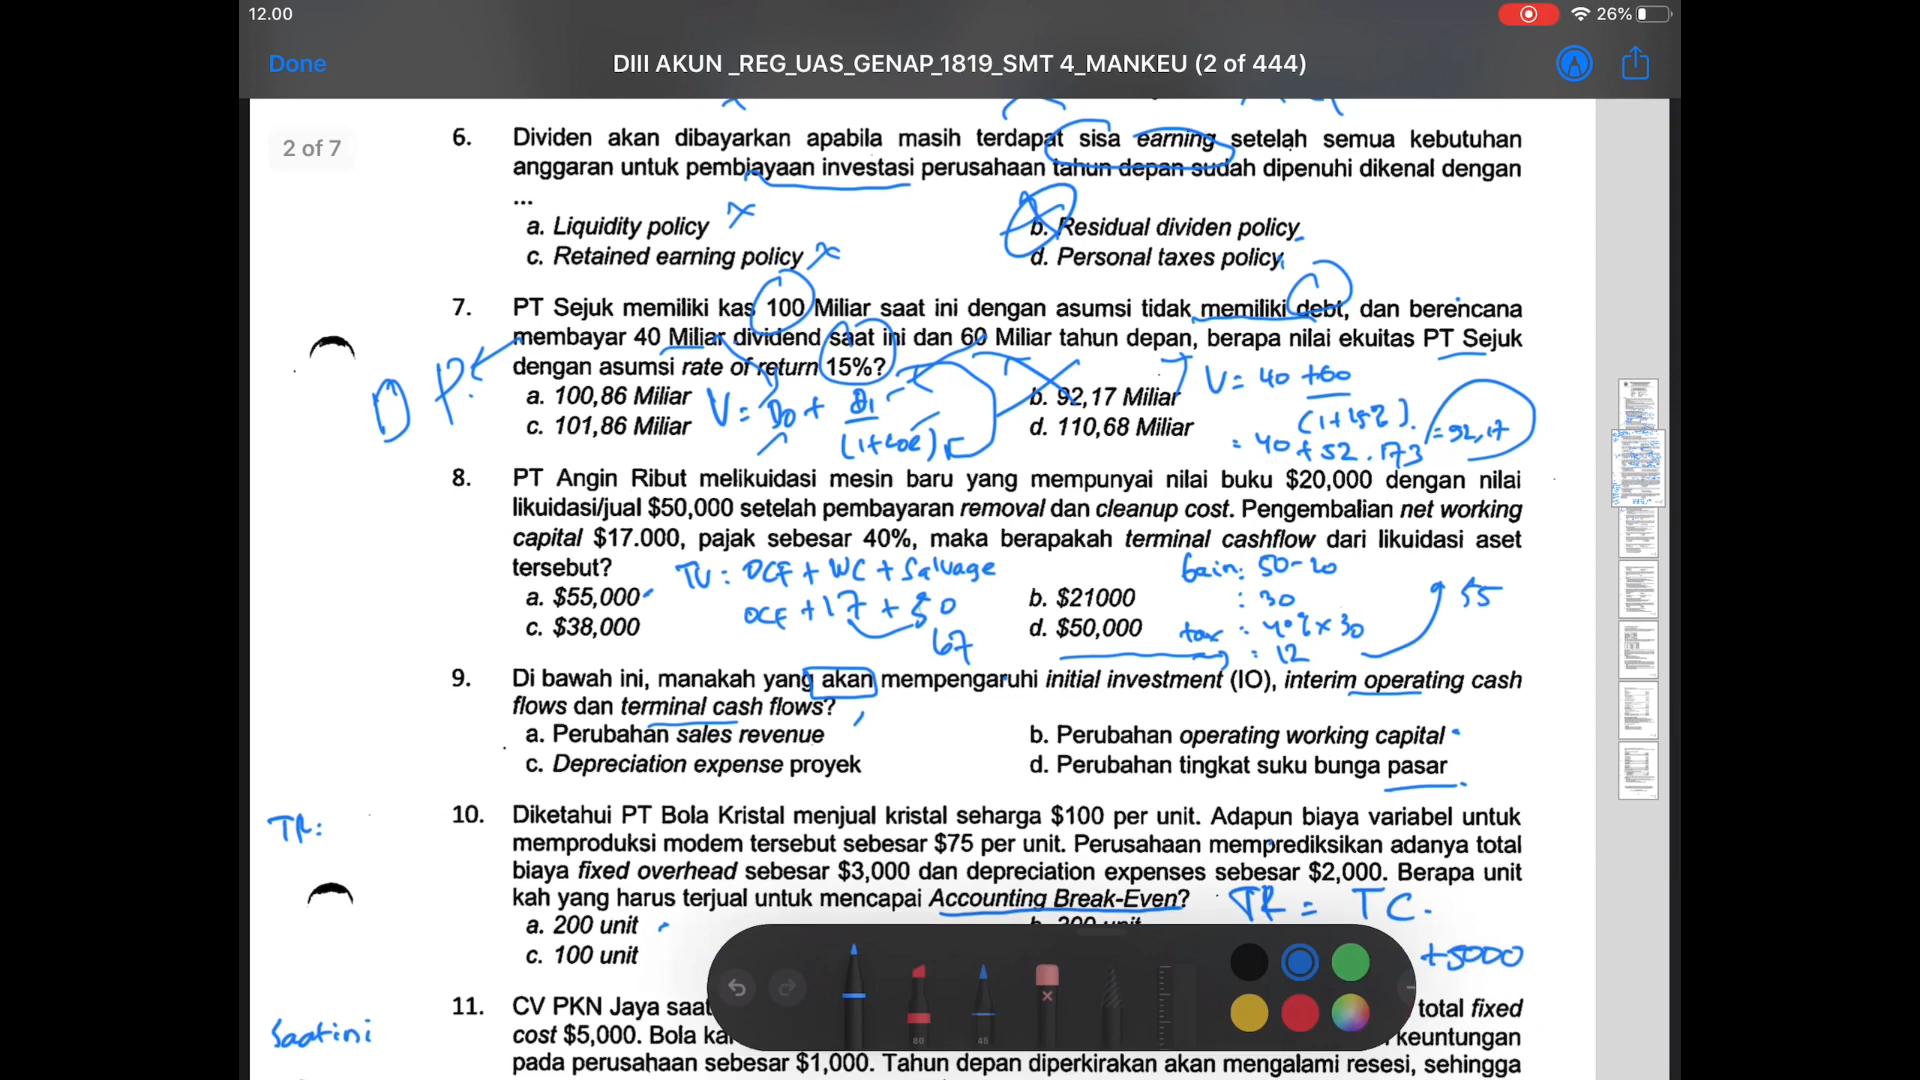 12.00
26%
Done
DIII AKUN _REG_UAS_GENAP_1819_SMT 4_MANKEU (2 of 444)
2 of 7
6. Dividen akan dibayarkan apabila masih terdapat sisa earning setelah semua kebutuhan
anggaran untuk pembiayaan investasi perusahaan tahun depan sudah dipenuhi dikenal dengan
...
a. Liquidity policy
b. Residual dividen policy
c. Retained earning policy
d. Personal taxes policy
7. PT Sejuk memiliki kas 100 Miliar saat ini dengan asumsi tidak memiliki debt, dan berencana
membayar 40 Miliar dividend saat ini dan 60 Miliar tahun depan, berapa nilai ekuitas PT Sejuk
dengan asumsi rate of return 15%?
a. 100,86 Miliar
b. 92,17 Miliar
c. 101,86 Miliar
d. 110,68 Miliar
V = D0 + D1
V = 40 + 60
(1+15%)
= 40 + 52.173
= 92,17
8. PT Angin Ribut melikuidasi mesin baru yang mempunyai nilai buku $20,000 dengan nilai
likuidasi/jual $50,000 setelah pembayaran removal dan cleanup cost. Pengembalian net working
capital $17.000, pajak sebesar 40%, maka berapakah terminal cashflow dari likuidasi aset
tersebut?
TV : OCF + WC + Salvage
Gain: 50-20
a. $55,000
OCF + 17 + 50
b. $21000
: 30
55
c. $38,000
67
d. $50,000
tax : 40% x 30
: 12
9. Di bawah ini, manakah yang akan mempengaruhi initial investment (IO), interim operating cash
flows dan terminal cash flows?
a. Perubahan sales revenue
b. Perubahan operating working capital
c. Depreciation expense proyek
d. Perubahan tingkat suku bunga pasar
10. Diketahui PT Bola Kristal menjual kristal seharga $100 per unit. Adapun biaya variabel untuk
TR:
memproduksi modem tersebut sebesar $75 per unit. Perusahaan memprediksikan adanya total
biaya fixed overhead sebesar $3,000 dan depreciation expenses sebesar $2,000. Berapa unit
kah yang harus terjual untuk mencapai Accounting Break-Even?
TR = TC.
a. 200 unit
c. 100 unit
+5000
80
45
11. CV PKN Jaya saat
total fixed
Saat ini
cost $5,000. Bola
keuntungan
pada perusahaan sebesar $1,000. Tahun depan diperkirakan akan mengalami resesi, sehingga